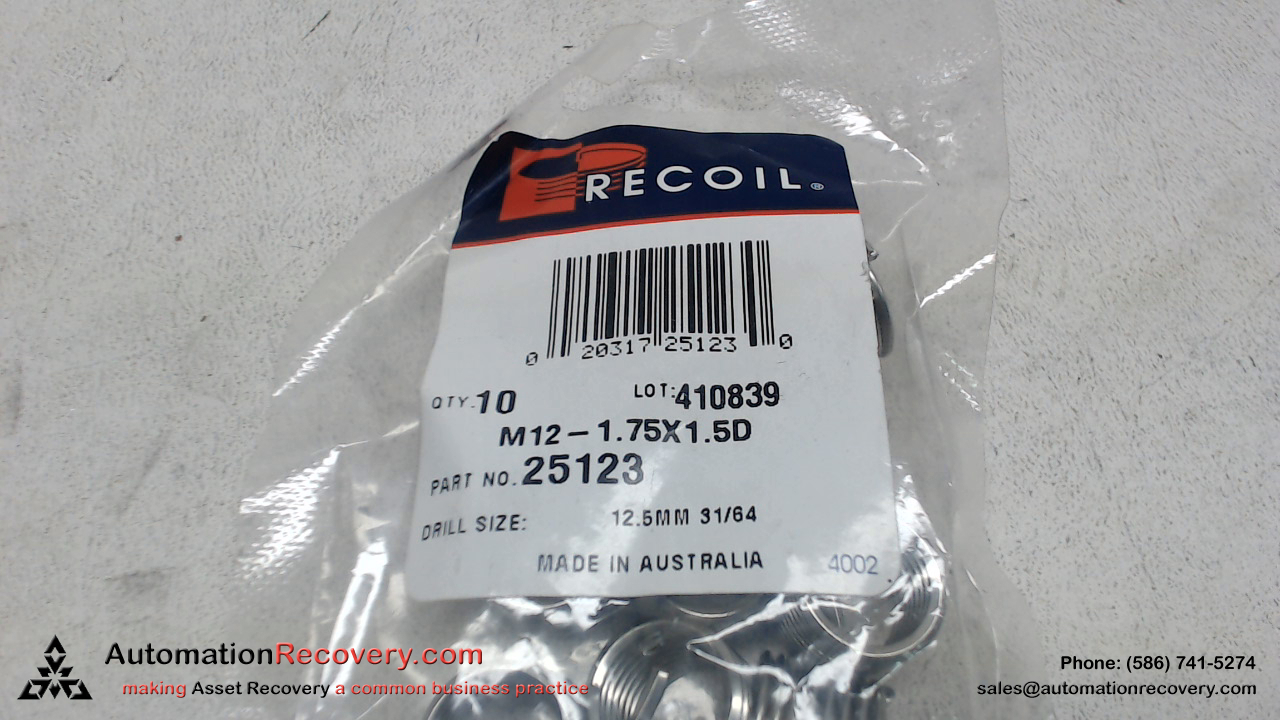 RECOIL®
0 20317 25123 0
QTY. 10 LOT: 410839
M12-1.75X1.5D
PART NO. 25123
DRILL SIZE: 12.5MM 31/64
MADE IN AUSTRALIA 4002
AutomationRecovery.com
making Asset Recovery a common business practice
Phone: (586) 741-5274
sales@automationrecovery.com